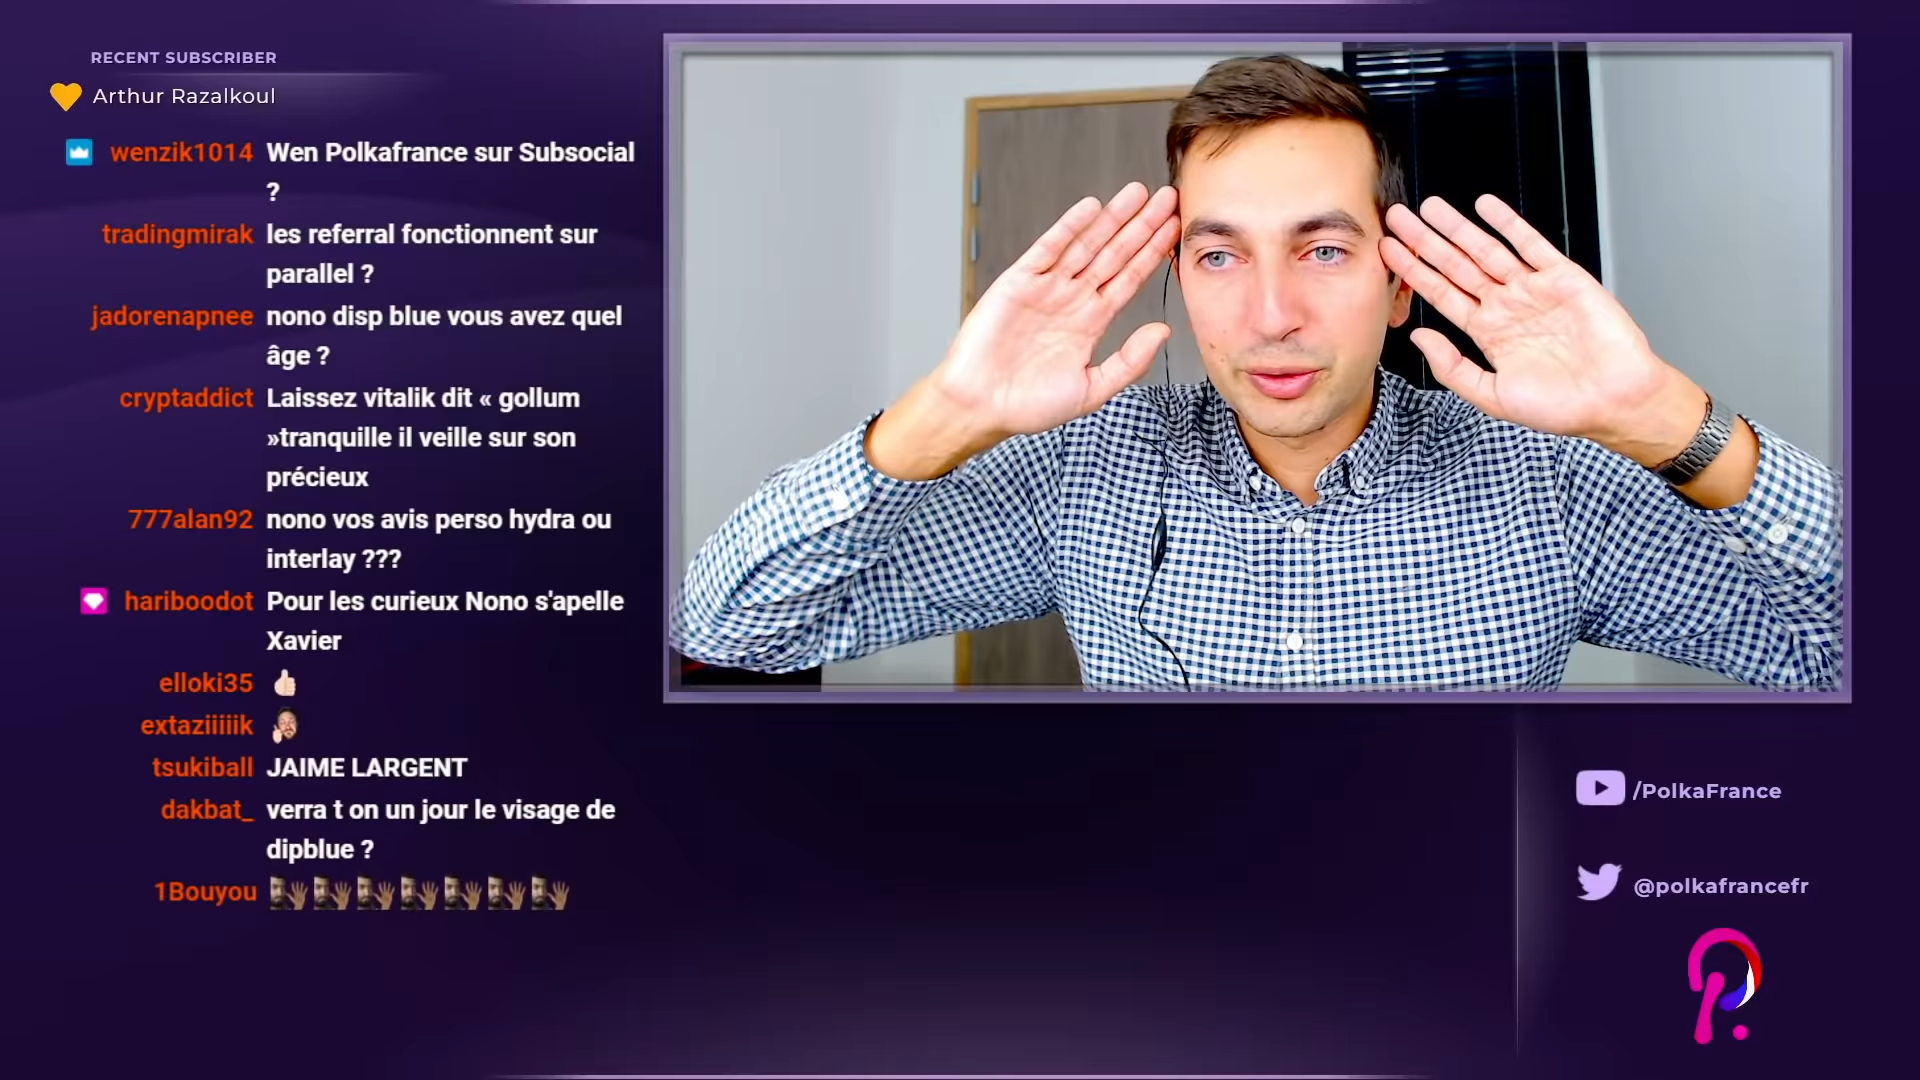 RECENT SUBSCRIBER
Arthur Razalkoul
wenzik1014 Wen Polkafrance sur Subsocial
?
tradingmirak les referral fonctionnent sur
parallel ?
jadorenapnee nono disp blue vous avez quel
âge ?
cryptaddict Laissez vitalik dit « gollum
»tranquille il veille sur son
précieux
777alan92 nono vos avis perso hydra ou
interlay ???
hariboodot Pour les curieux Nono s'apelle
Xavier
elloki35
extaziiiiik
tsukiball JAIME LARGENT
dakbat_ verra t on un jour le visage de
dipblue ?
1Bouyou
/PolkaFrance
@polkafrancefr